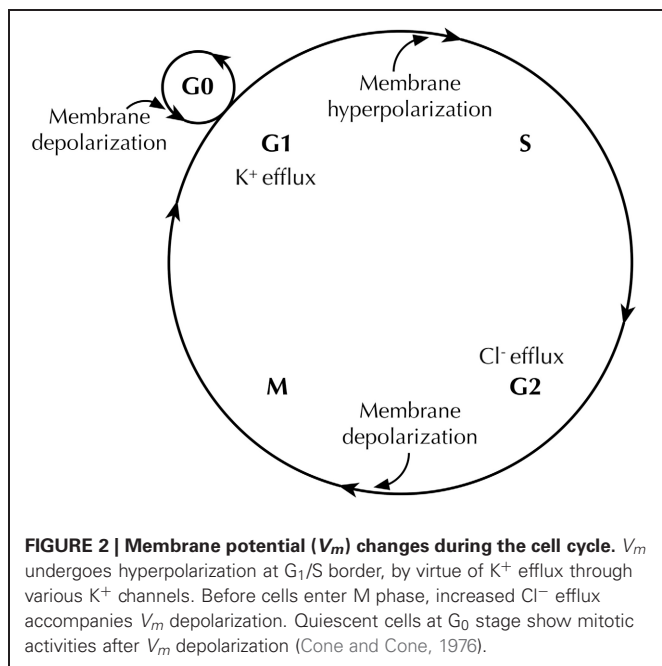 G0
Membrane
depolarization
Membrane
hyperpolarization
G1
K⁺ efflux
S
Cl⁻ efflux
G2
M
Membrane
depolarization
FIGURE 2 | Membrane potential (Vm) changes during the cell cycle. Vm
undergoes hyperpolarization at G₁/S border, by virtue of K⁺ efflux through
various K⁺ channels. Before cells enter M phase, increased Cl⁻ efflux
accompanies Vm depolarization. Quiescent cells at G₀ stage show mitotic
activities after Vm depolarization (Cone and Cone, 1976).